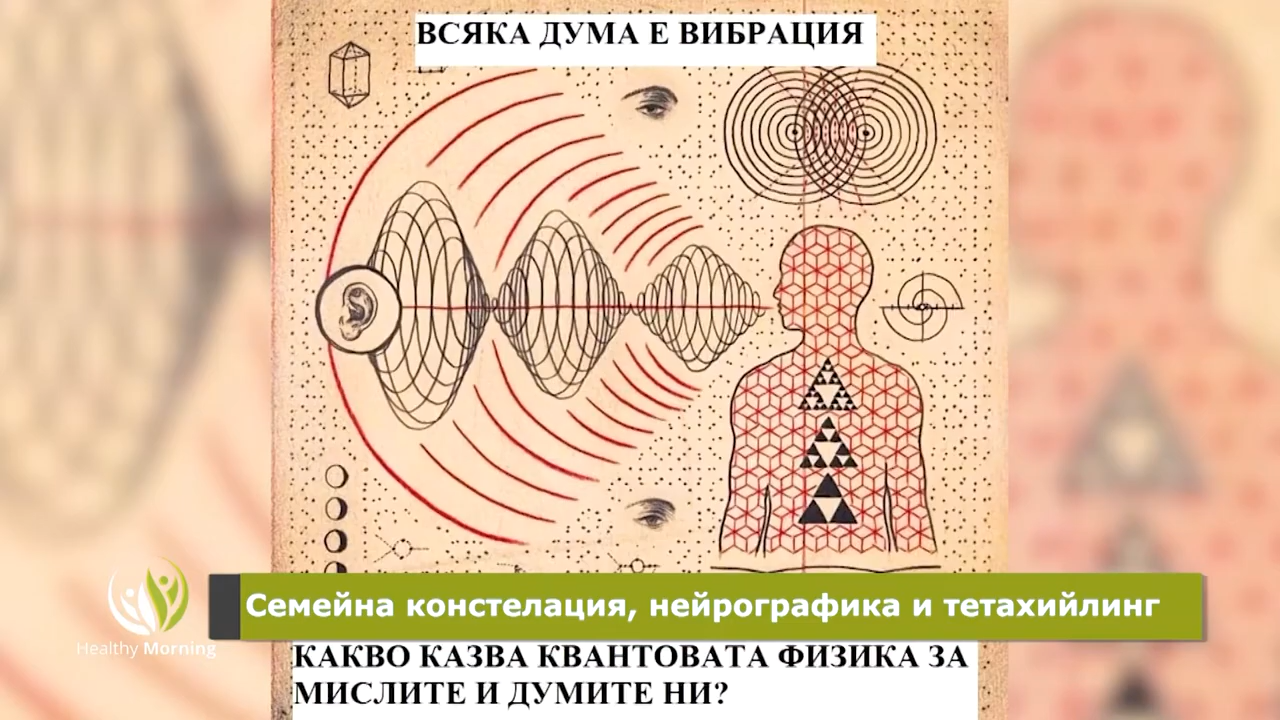 ВСЯКА ДУМА Е ВИБРАЦИЯ
Семейна констелация, неврографика и тетахийлинг
Healthy Morning
КАКВО КАЗВА КВАНТОВАТА ФИЗИКА ЗА
МИСЛИТЕ И ДУМИТЕ НИ?